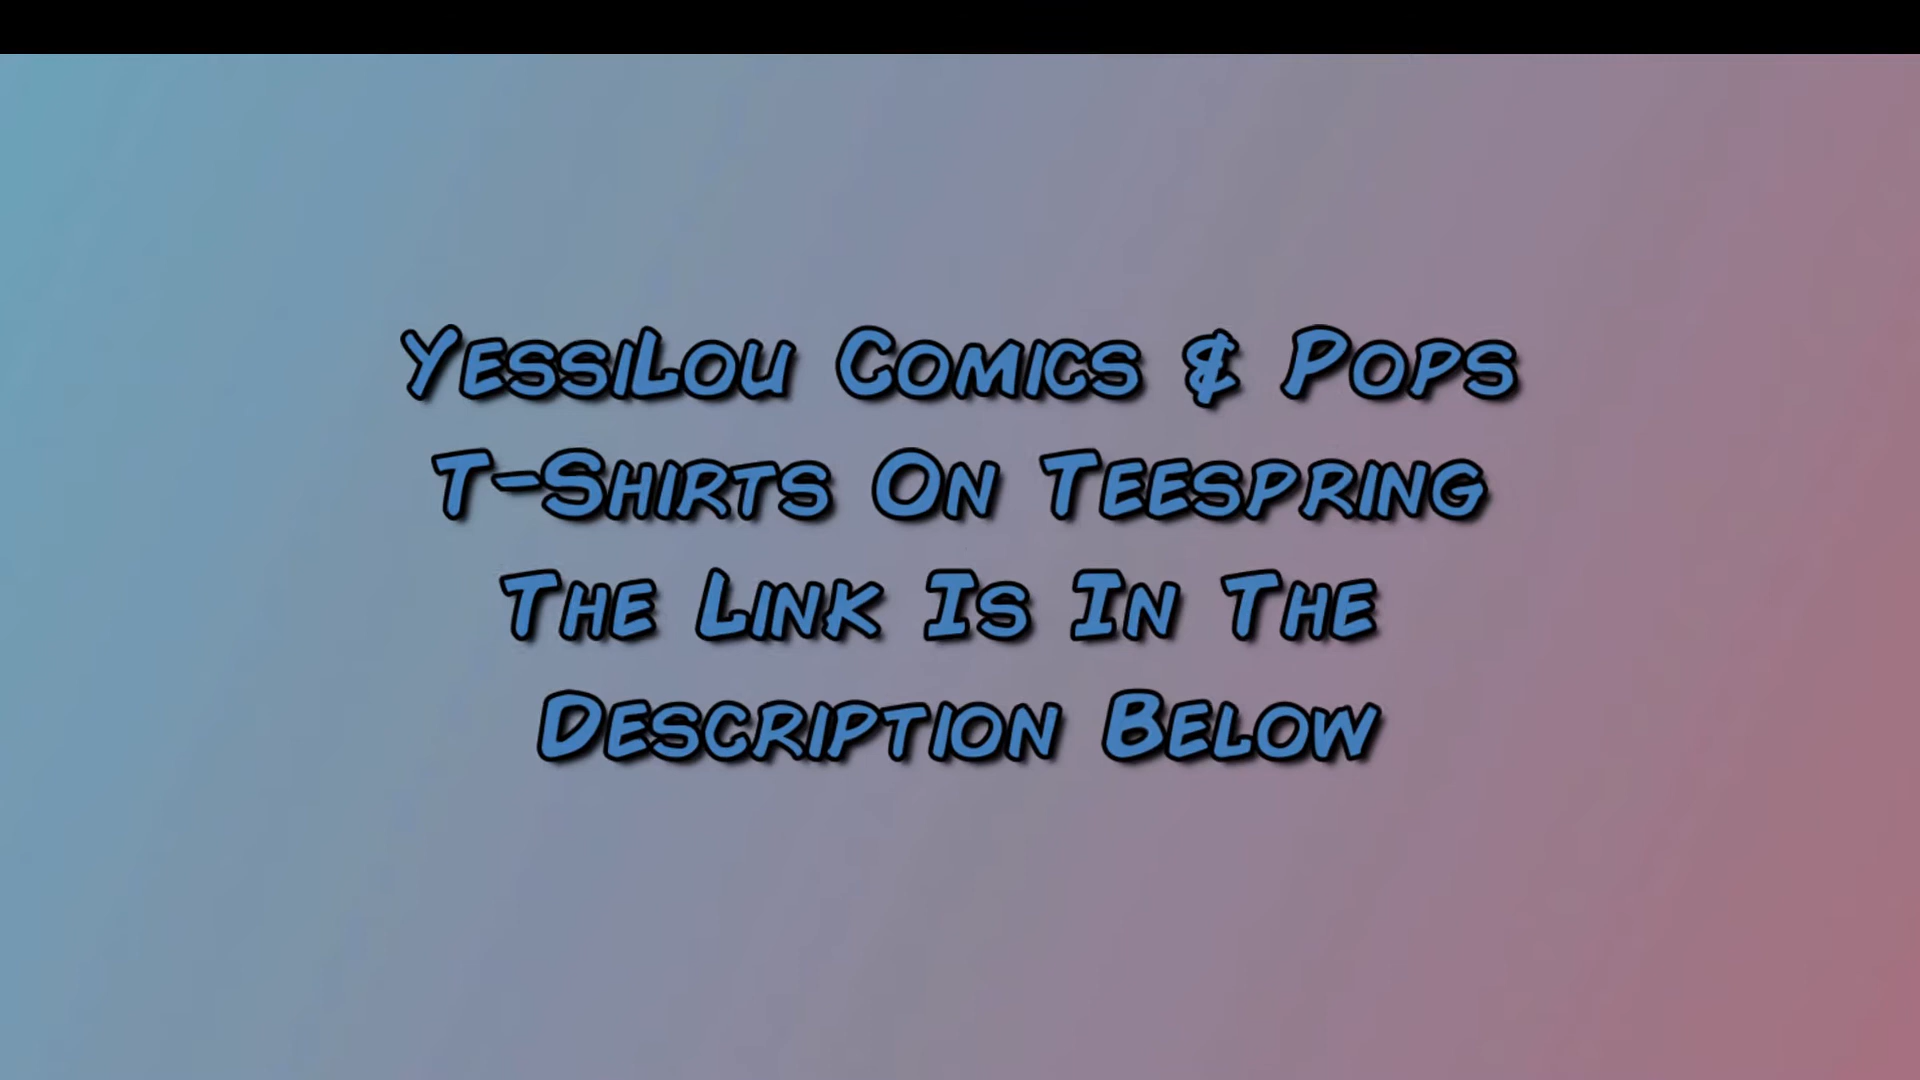 YessiLou Comics & Pops
T-Shirts On Teespring
The Link Is In The
Description Below